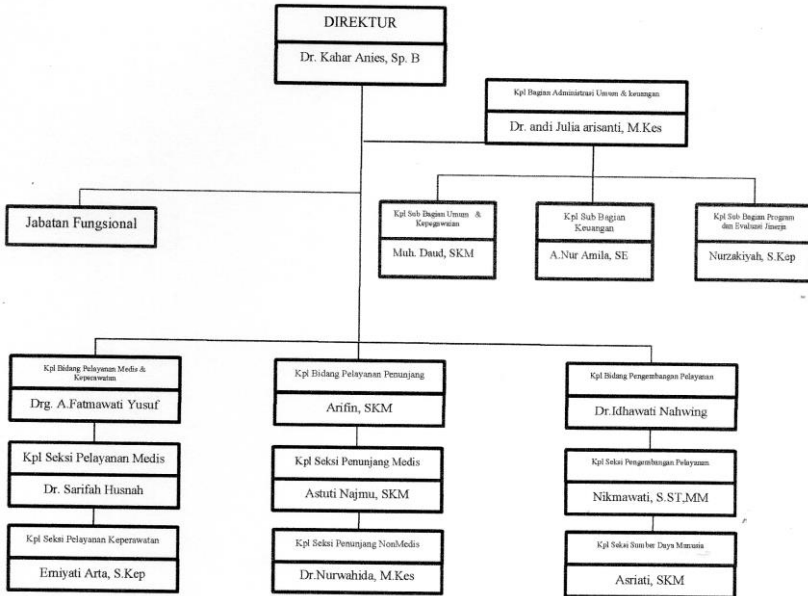 DIREKTUR
Dr. Kahar Anies, Sp. B
Kpl Bagian Administrasi Umum & keuangan
Dr. andi Julia arisanti, M.Kes
Jabatan Fungsional
Kpl Sub Bagian Umum &
Kepegawaian
Muh. Daud, SKM
Kpl Sub Bagian
Keuangan
A.Nur Amila, SE
Kpl Sub Bagian Program
dan Evaluasi Jinerja
Nurzakiyah, S.Kep
Kpl Bidang Pelayanan Medis &
Keperawatan
Drg. A.Fatmawati Yusuf
Kpl Seksi Pelayanan Medis
Dr. Sarifah Husnah
Kpl Seksi Pelayanan Keperawatan
Erniyati Arta, S.Kep
Kpl Bidang Pelayanan Penunjang
Arifin, SKM
Kpl Seksi Penunjang Medis
Astuti Najmu, SKM
Kpl Seksi Penunjang NonMedis
Dr.Nurwahida, M.Kes
Kpl Bidang Pengembangan Pelayanan
Dr.Idhawati Nahwing
Kpl Seksi Pengembangan Pelayanan
Nikmawati, S.ST,MM
Kpl Seksi Sumber Daya Manusia
Asriati, SKM